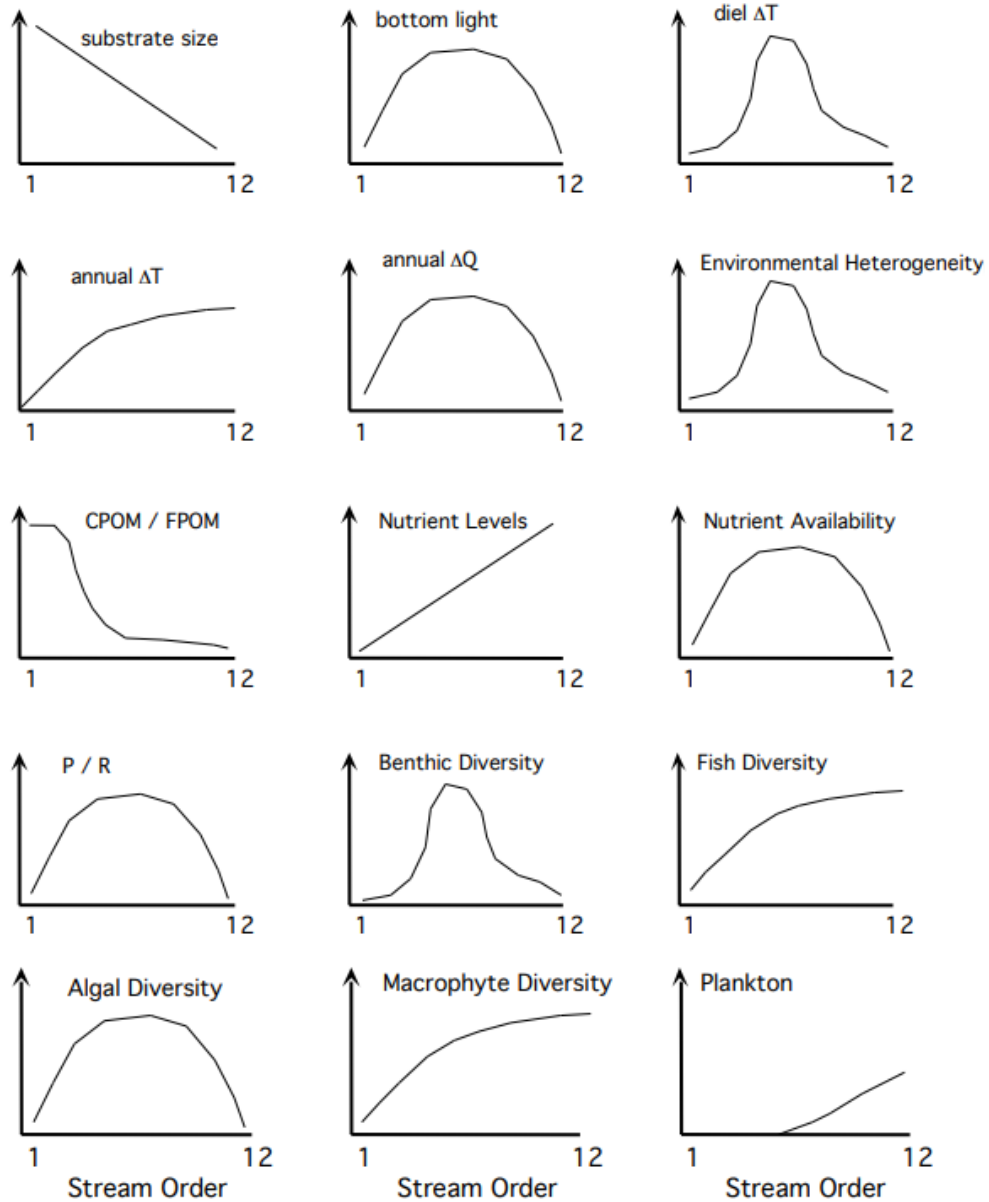 substrate size
bottom light
diel ΔT
1 12
1 12
1 12
annual ΔT
annual ΔQ
Environmental Heterogeneity
1 12
1 12
1 12
CPOM / FPOM
Nutrient Levels
Nutrient Availability
1 12
1 12
1 12
P / R
Benthic Diversity
Fish Diversity
1 12
1 12
1 12
Algal Diversity
Macrophyte Diversity
Plankton
1 12
1 12
1 12
Stream Order
Stream Order
Stream Order